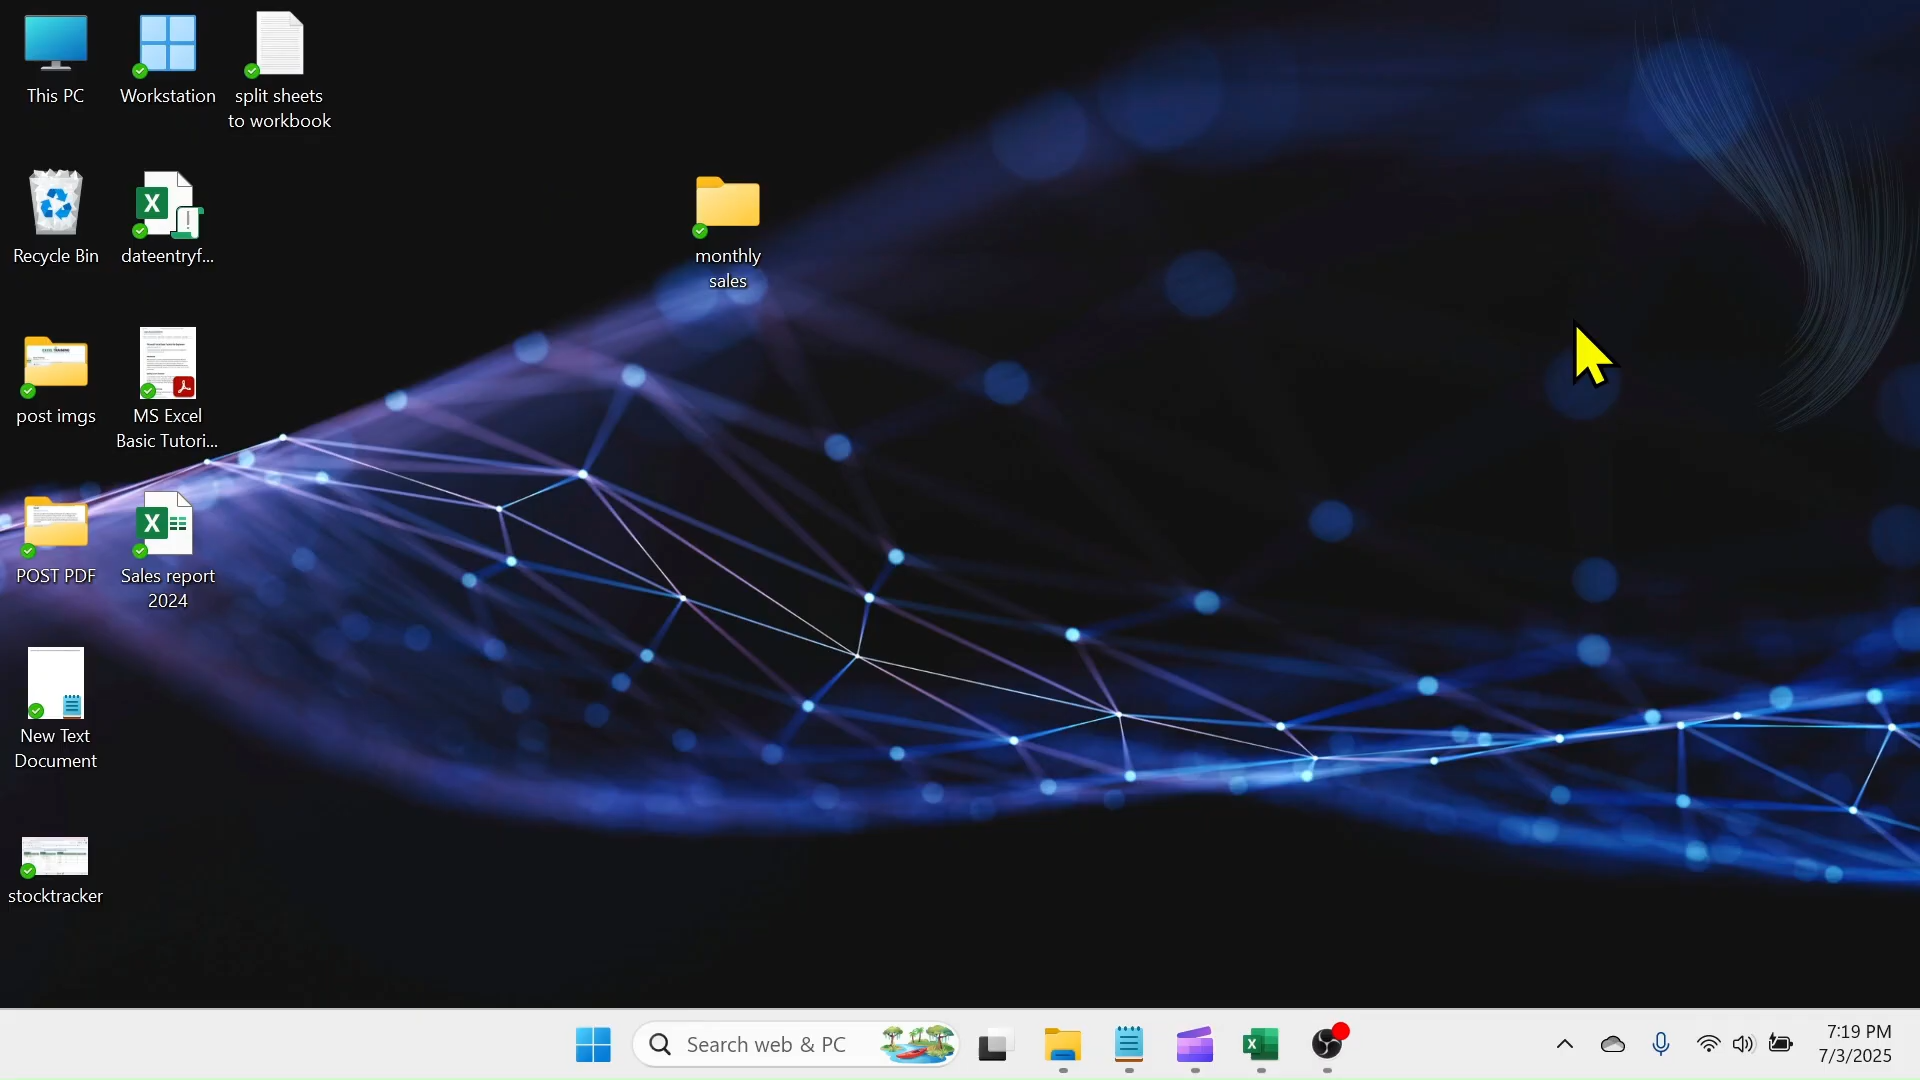 This PC
Workstation
split sheets
to workbook
Recycle Bin
dateentryf...
monthly
sales
post imgs
MS Excel
Basic Tutori...
POST PDF
Sales report
2024
New Text
Document
stocktracker
Search web & PC
7:19 PM
7/3/2025